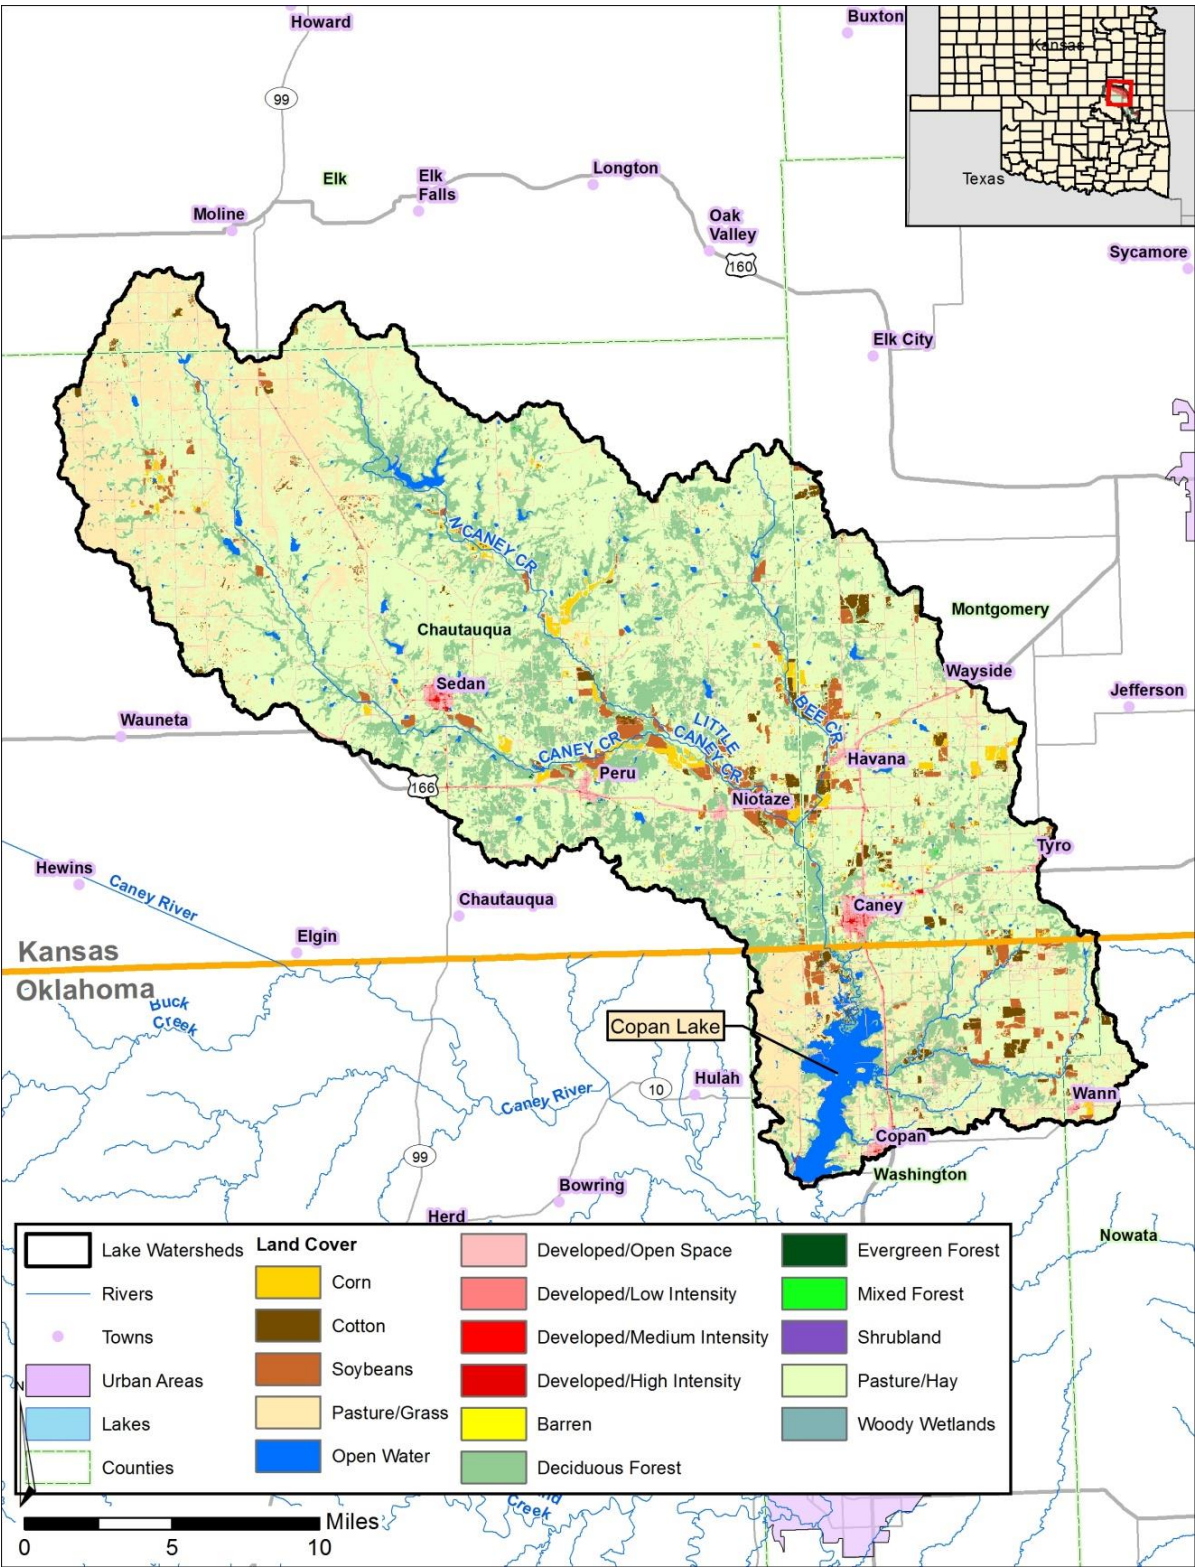 Howard
Buxton
Kansas
99
Texas
Elk
Elk
Falls
Longton
Moline
Oak
Valley
160
Sycamore
Elk City
N CANEY CR
Chautauqua
Montgomery
Wayside
Sedan
Jefferson
Wauneta
BEE CR
LITTLE
CANEY CR
CANEY CR
Havana
Peru
166
Niotaze
Tyro
Hewins
Caney River
Chautauqua
Caney
Elgin
Kansas
Oklahoma
Buck
Creek
Copan Lake
Hulah
10
Caney River
Wann
Copan
99
Washington
Bowring
Herd
Nowata
Lake Watersheds
Rivers
Towns
Urban Areas
Lakes
Counties
Land Cover
Corn
Cotton
Soybeans
Pasture/Grass
Open Water
Developed/Open Space
Developed/Low Intensity
Developed/Medium Intensity
Developed/High Intensity
Barren
Deciduous Forest
Evergreen Forest
Mixed Forest
Shrubland
Pasture/Hay
Woody Wetlands
N
Creek
Miles
0 5 10